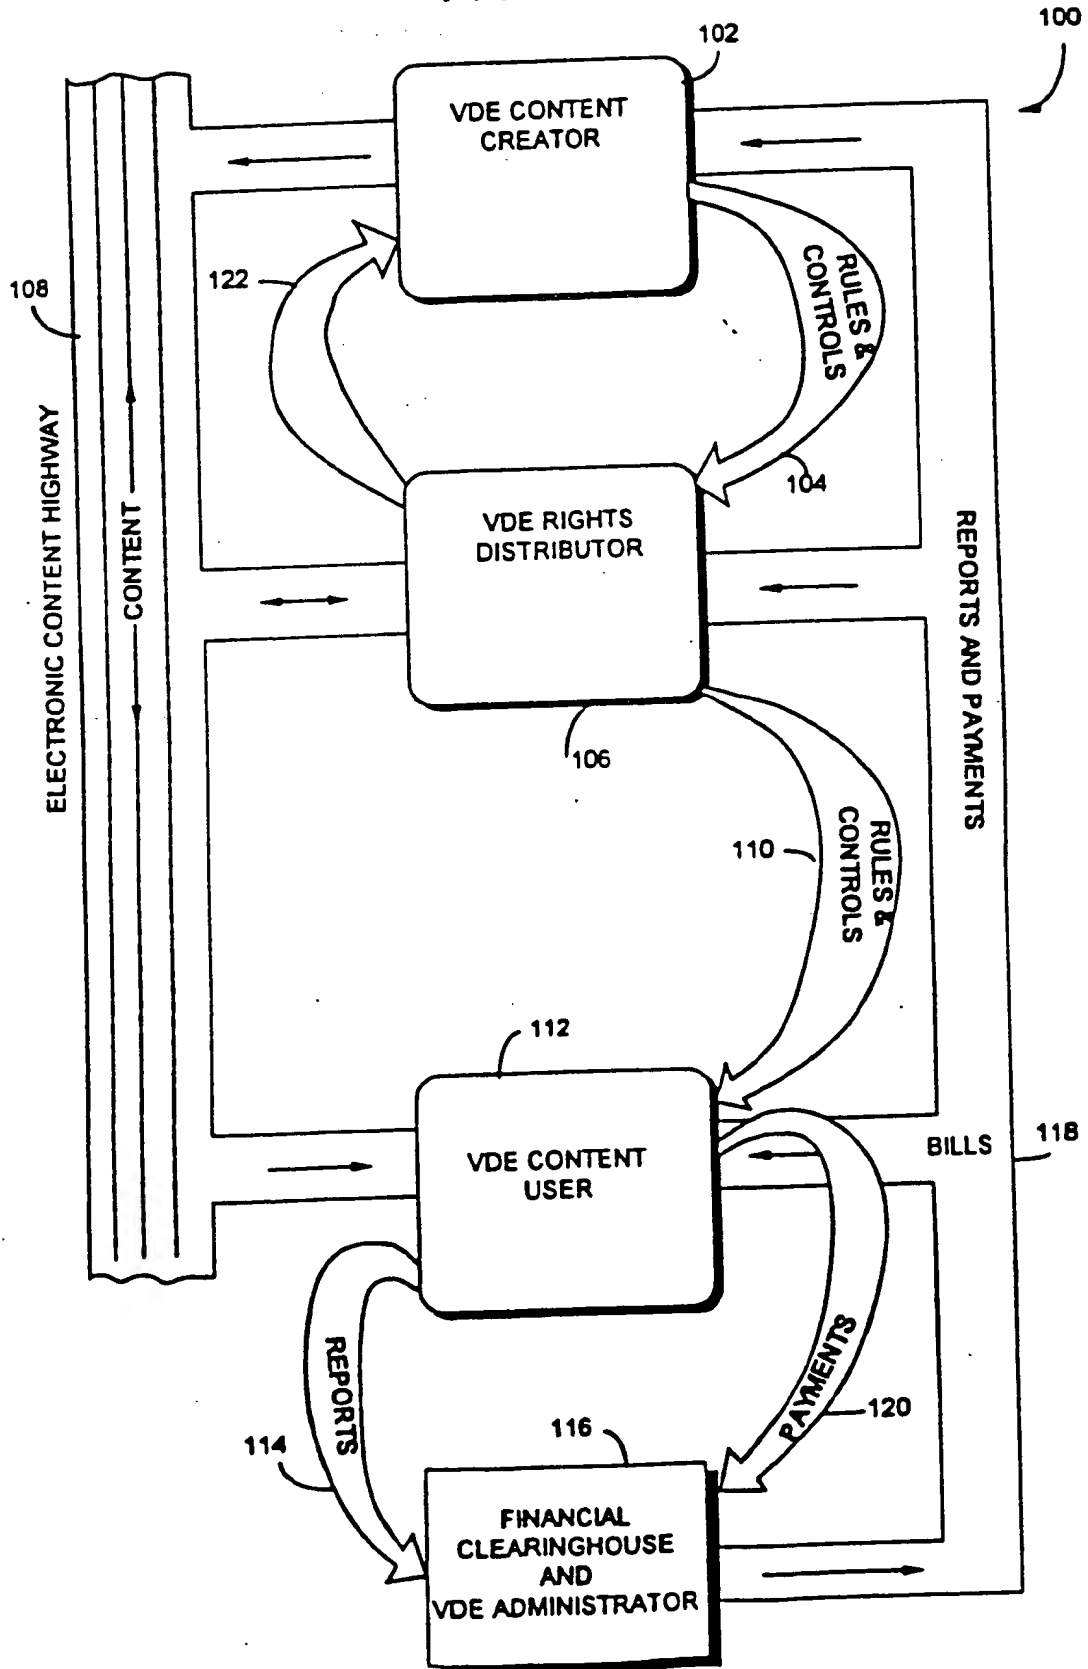 100
102
VDE CONTENT
CREATOR
122
108
RULES &
CONTROLS
104
ELECTRONIC CONTENT HIGHWAY
CONTENT
VDE RIGHTS
DISTRIBUTOR
REPORTS AND PAYMENTS
106
110
RULES &
CONTROLS
112
VDE CONTENT
USER
BILLS
118
REPORTS
PAYMENTS
120
114
116
FINANCIAL
CLEARINGHOUSE
AND
VDE ADMINISTRATOR